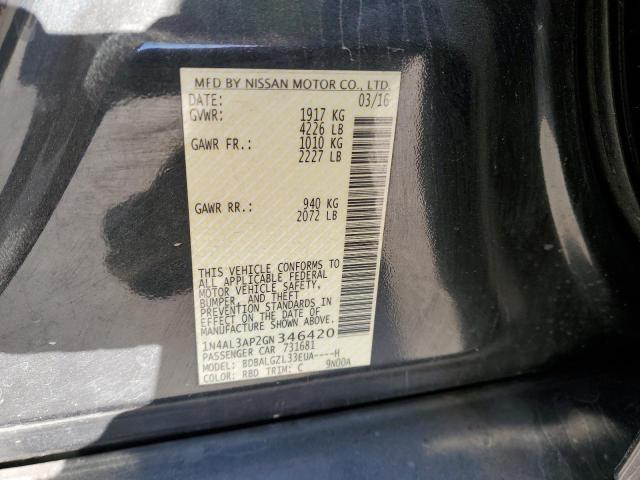 MFD BY NISSAN MOTOR CO., LTD.
DATE: 03/16
GVWR: 1917 KG
4226 LB
GAWR FR.: 1010 KG
2227 LB
GAWR RR.: 940 KG
2072 LB
THIS VEHICLE CONFORMS TO
ALL APPLICABLE FEDERAL
MOTOR VEHICLE SAFETY,
BUMPER, AND THEFT
PREVENTION STANDARDS IN
EFFECT ON THE DATE OF
MANUFACTURE SHOWN ABOVE.
1N4AL3AP2GN 346420
PASSENGER CAR 731681
MODEL: BDBALGZL33EUA----H
COLOR: RBD TRIM: C 9N00A